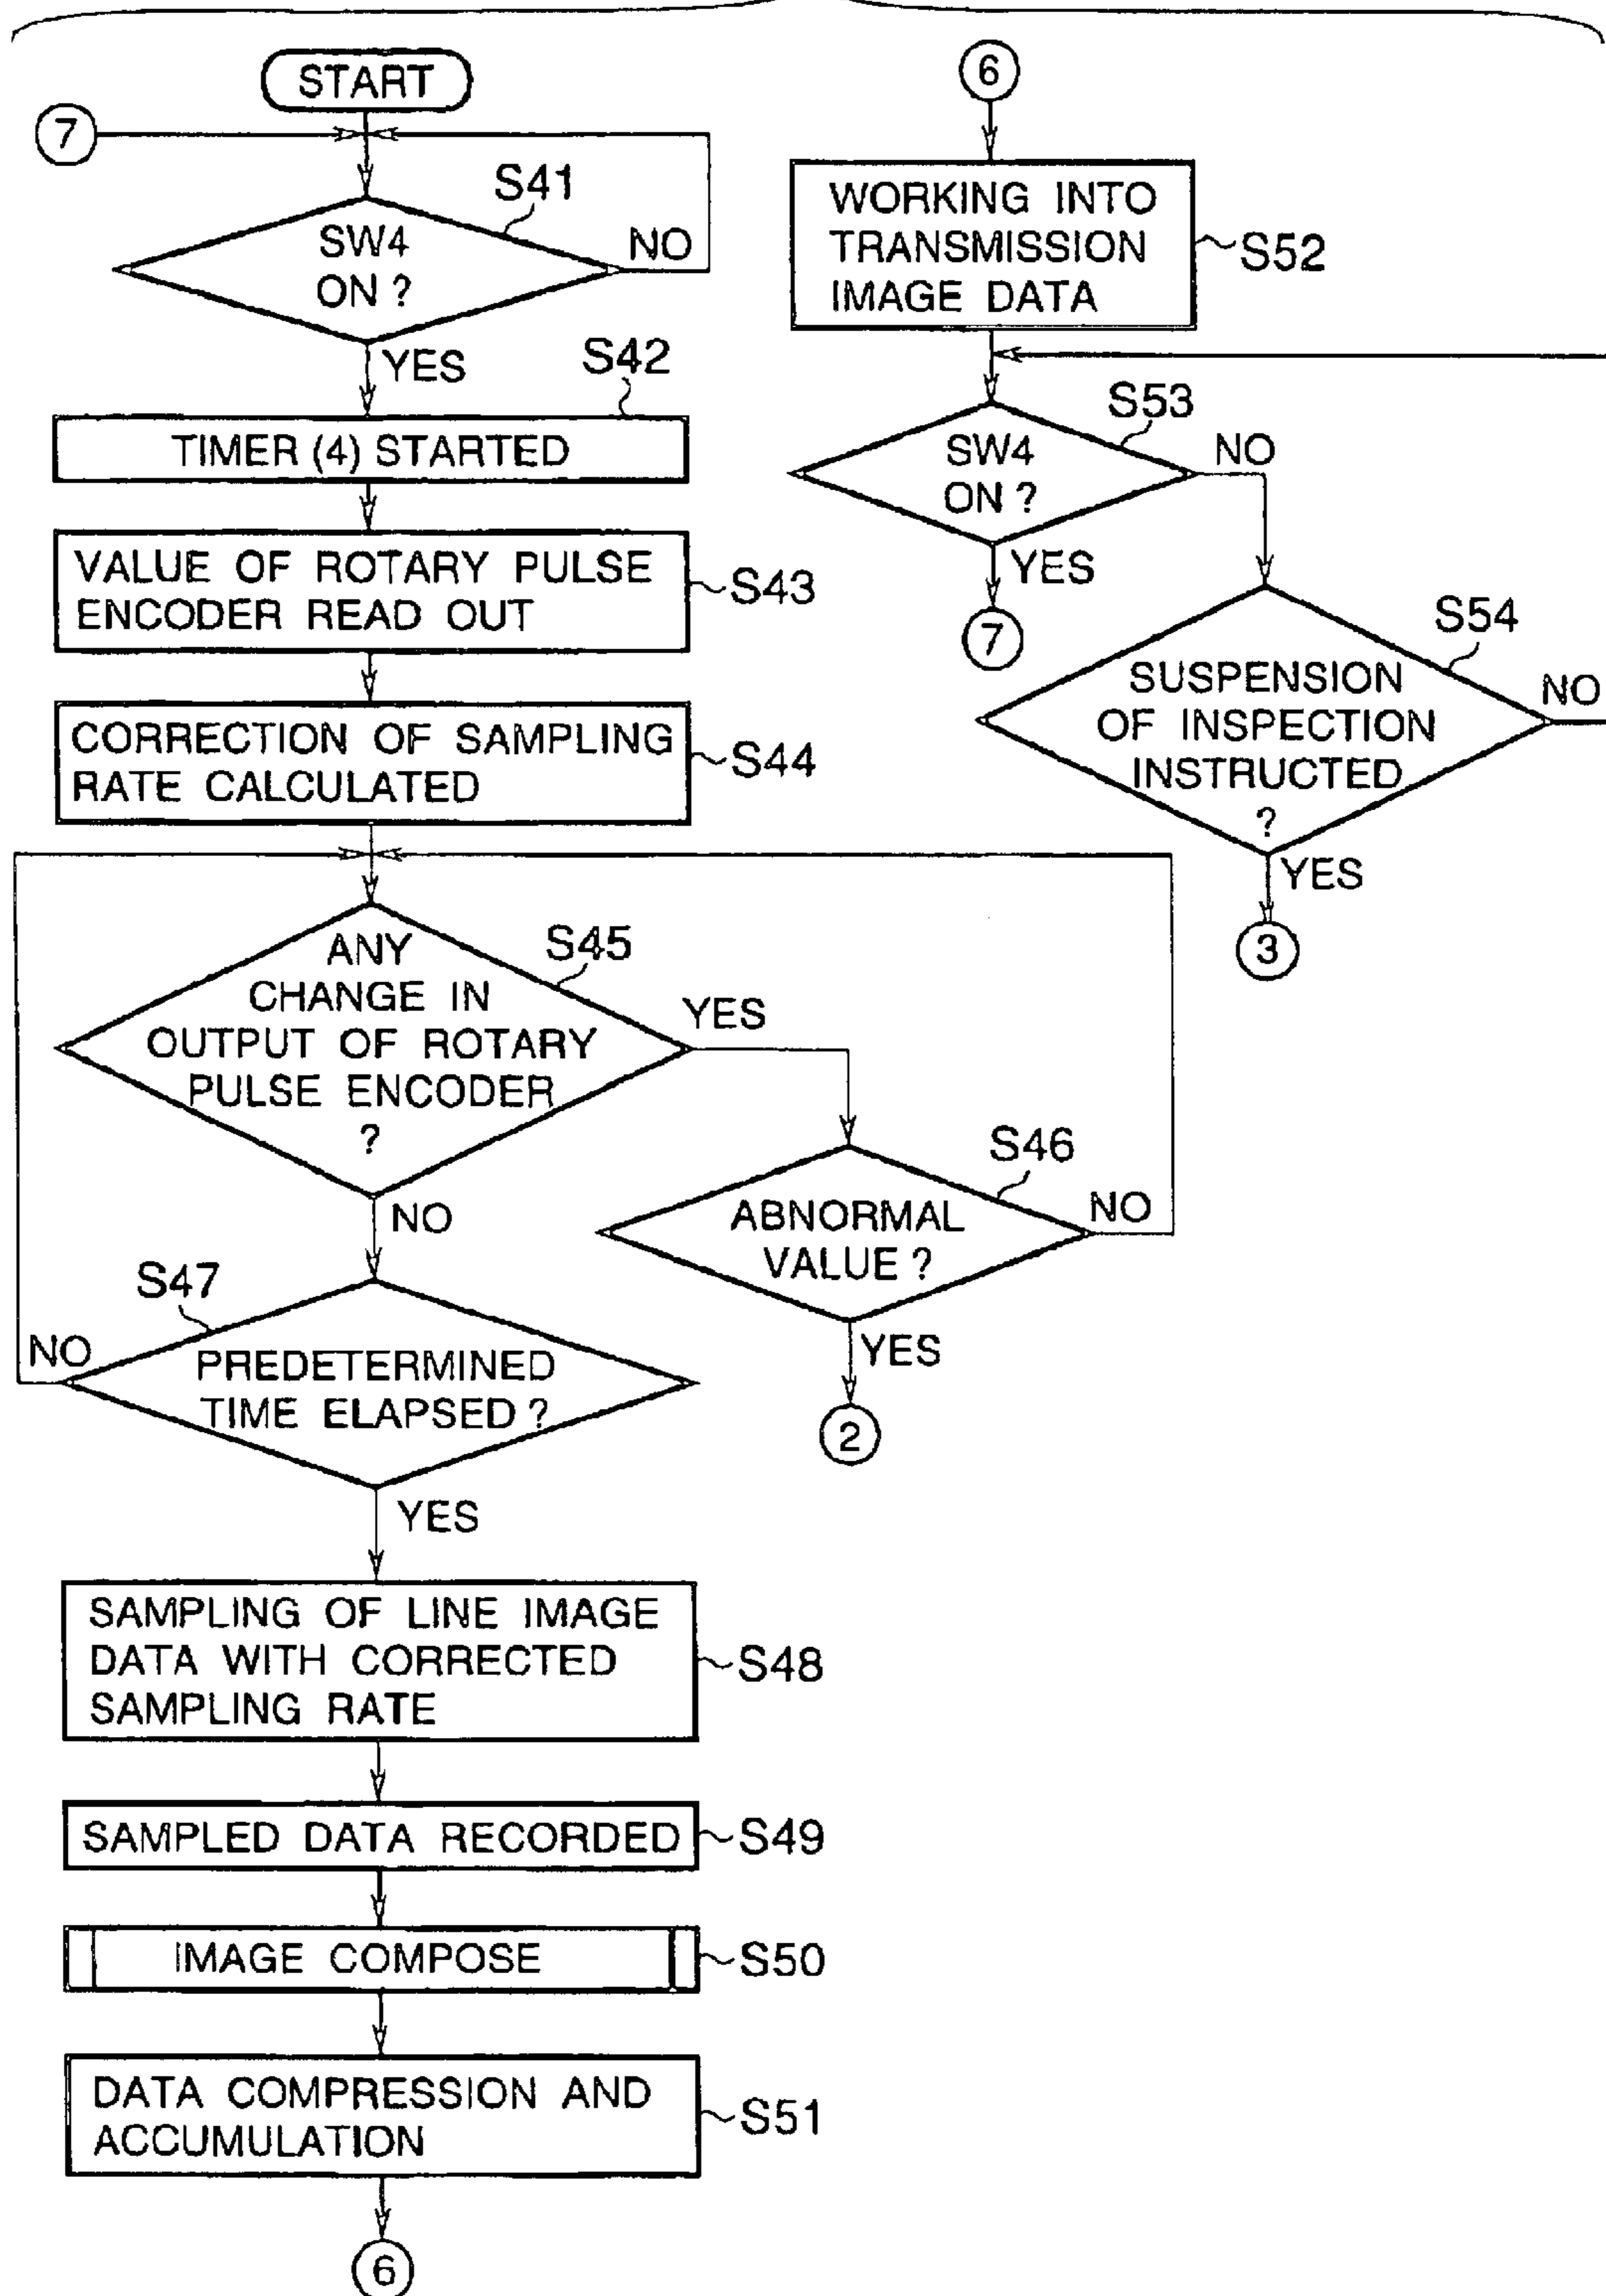 START
7
S41
SW4
ON ?
NO
YES
S42
TIMER (4) STARTED
VALUE OF ROTARY PULSE
ENCODER READ OUT
S43
CORRECTION OF SAMPLING
RATE CALCULATED
S44
ANY
CHANGE IN
OUTPUT OF ROTARY
PULSE ENCODER
?
S45
YES
NO
S46
ABNORMAL
VALUE ?
NO
YES
2
S47
NO
PREDETERMINED
TIME ELAPSED ?
YES
SAMPLING OF LINE IMAGE
DATA WITH CORRECTED
SAMPLING RATE
S48
SAMPLED DATA RECORDED
S49
IMAGE COMPOSE
S50
DATA COMPRESSION AND
ACCUMULATION
S51
6
6
WORKING INTO
TRANSMISSION
IMAGE DATA
S52
S53
SW4
ON ?
NO
YES
7
S54
SUSPENSION
OF INSPECTION
INSTRUCTED
?
NO
YES
3